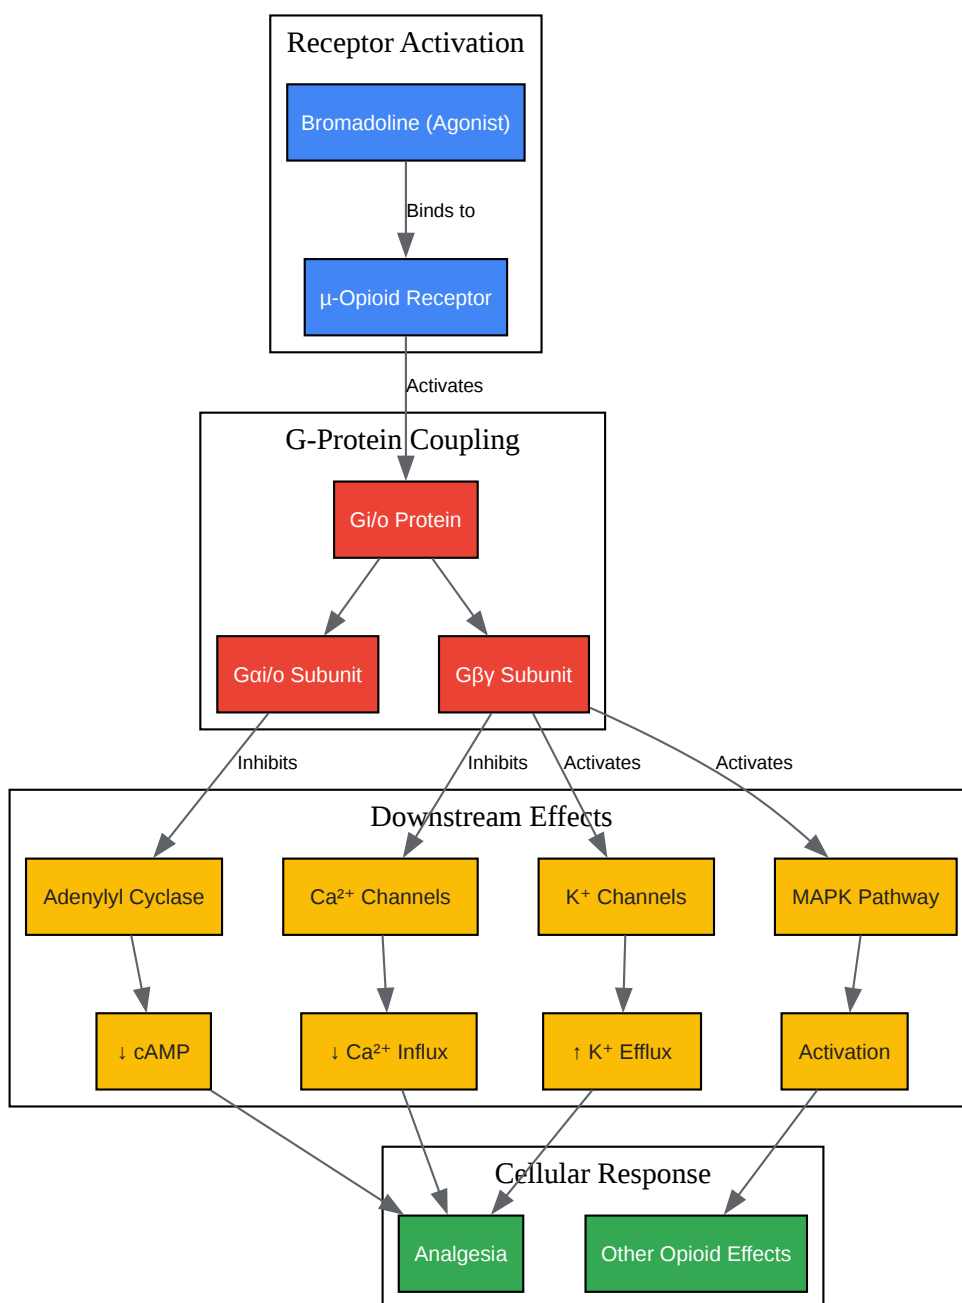 Receptor Activation
Bromadoline (Agonist)
Binds to
µ-Opioid Receptor
Activates
G-Protein Coupling
Gi/o Protein
Gαi/o Subunit
Gβγ Subunit
Inhibits
Inhibits
Activates
Activates
Downstream Effects
Adenylyl Cyclase
Ca²⁺ Channels
K⁺ Channels
MAPK Pathway
↓ cAMP
↓ Ca²⁺ Influx
↑ K⁺ Efflux
Activation
Cellular Response
Analgesia
Other Opioid Effects